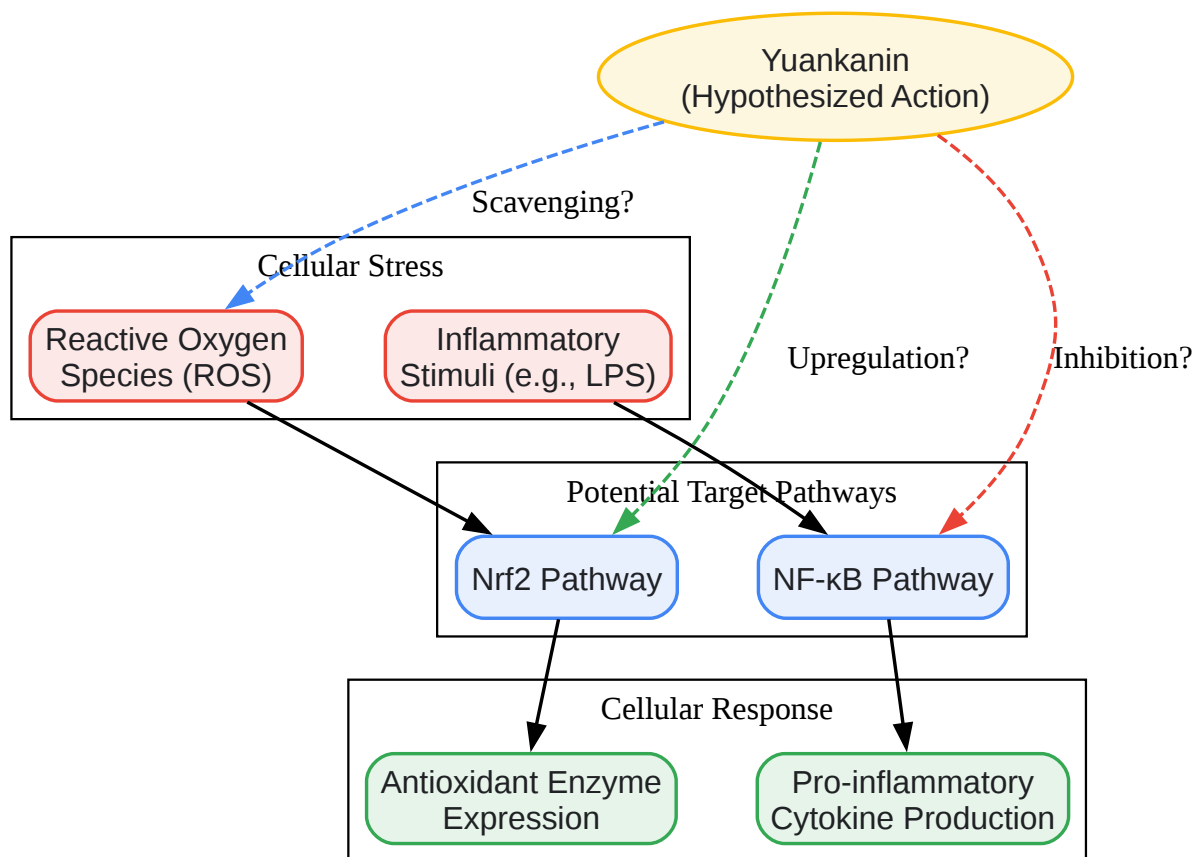 Yuankanin
(Hypothesized Action)
Scavenging?
Cellular Stress
Reactive Oxygen
Species (ROS)
Inflammatory
Stimuli (e.g., LPS)
Upregulation?
Inhibition?
Potential Target Pathways
Nrf2 Pathway
NF-κB Pathway
Cellular Response
Antioxidant Enzyme
Expression
Pro-inflammatory
Cytokine Production